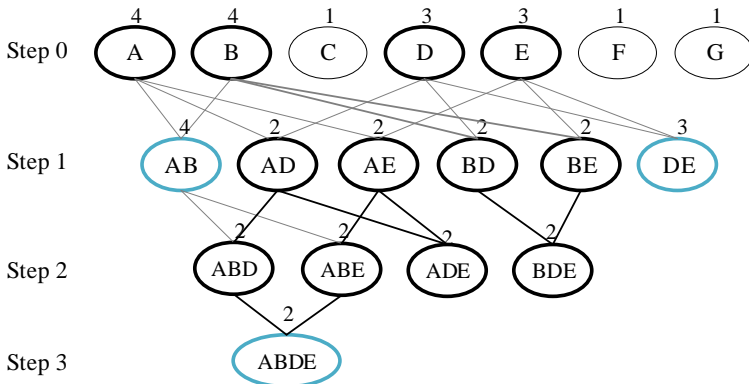 4 4 1 3 3 1 1
Step 0 A B C D E F G
4 2 2 2 2 3
Step 1 AB AD AE BD BE DE
2 2 2 2
Step 2 ABD ABE ADE BDE
2
Step 3 ABDE